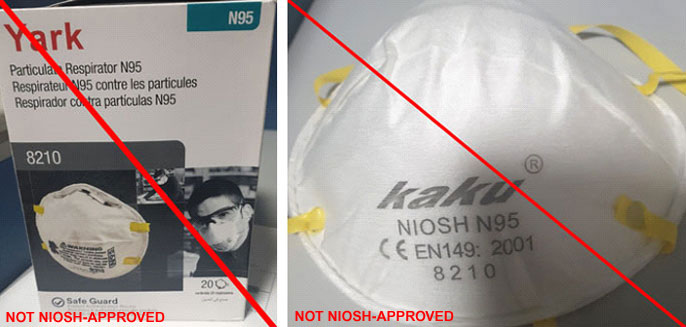 N95
Yark
Particulate Respirator N95
Respirateur N95 contre les particules
Respirador contra particulas N95
8210
20
Safe Guard
NOT NIOSH-APPROVED
kaku®
NIOSH N95
CE EN149: 2001
8210
NOT NIOSH-APPROVED